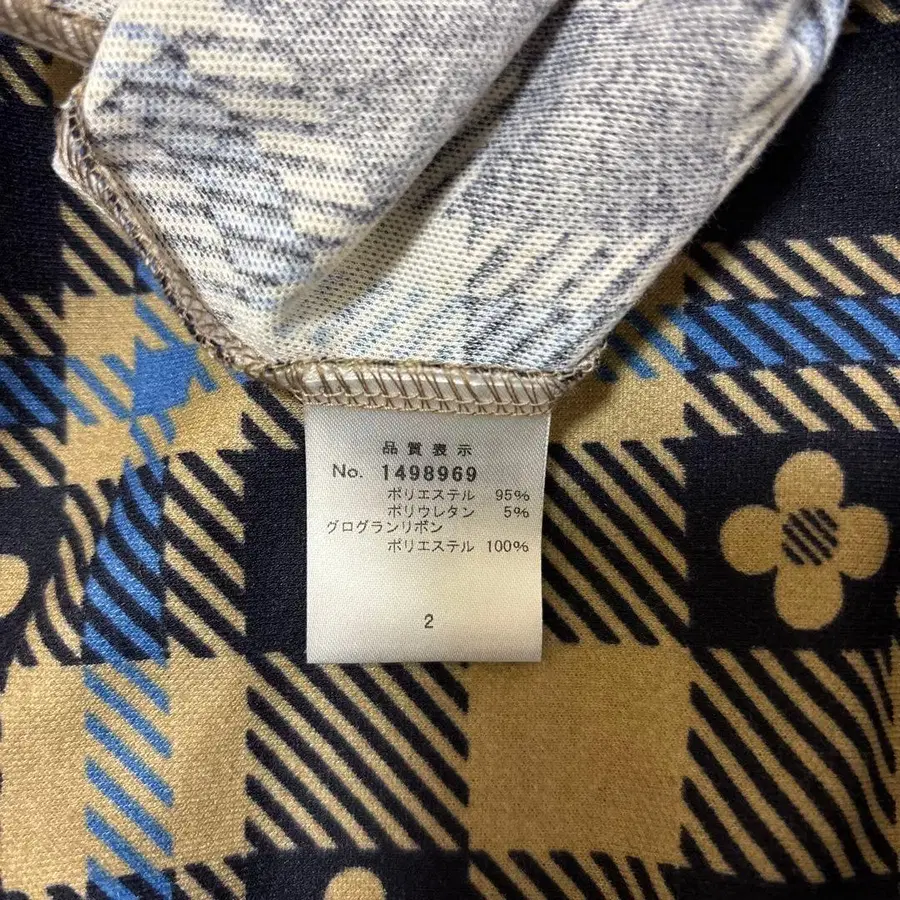 品質表示
No. 1498969
ポリエステル 95%
ポリウレタン 5%
グログランリボン
ポリエステル 100%
2